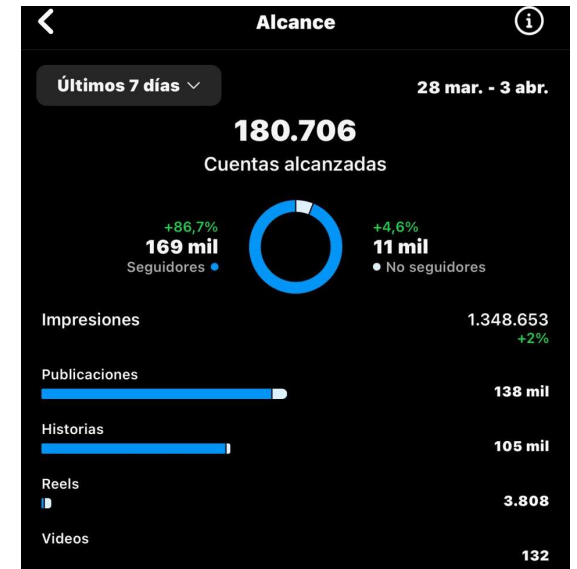 Alcance
Últimos 7 días
28 mar. - 3 abr.
180.706
Cuentas alcanzadas
+86,7%
169 mil
Seguidores
+4,6%
11 mil
No seguidores
Impresiones
1.348.653
+2%
Publicaciones
138 mil
Historias
105 mil
Reels
3.808
Videos
132